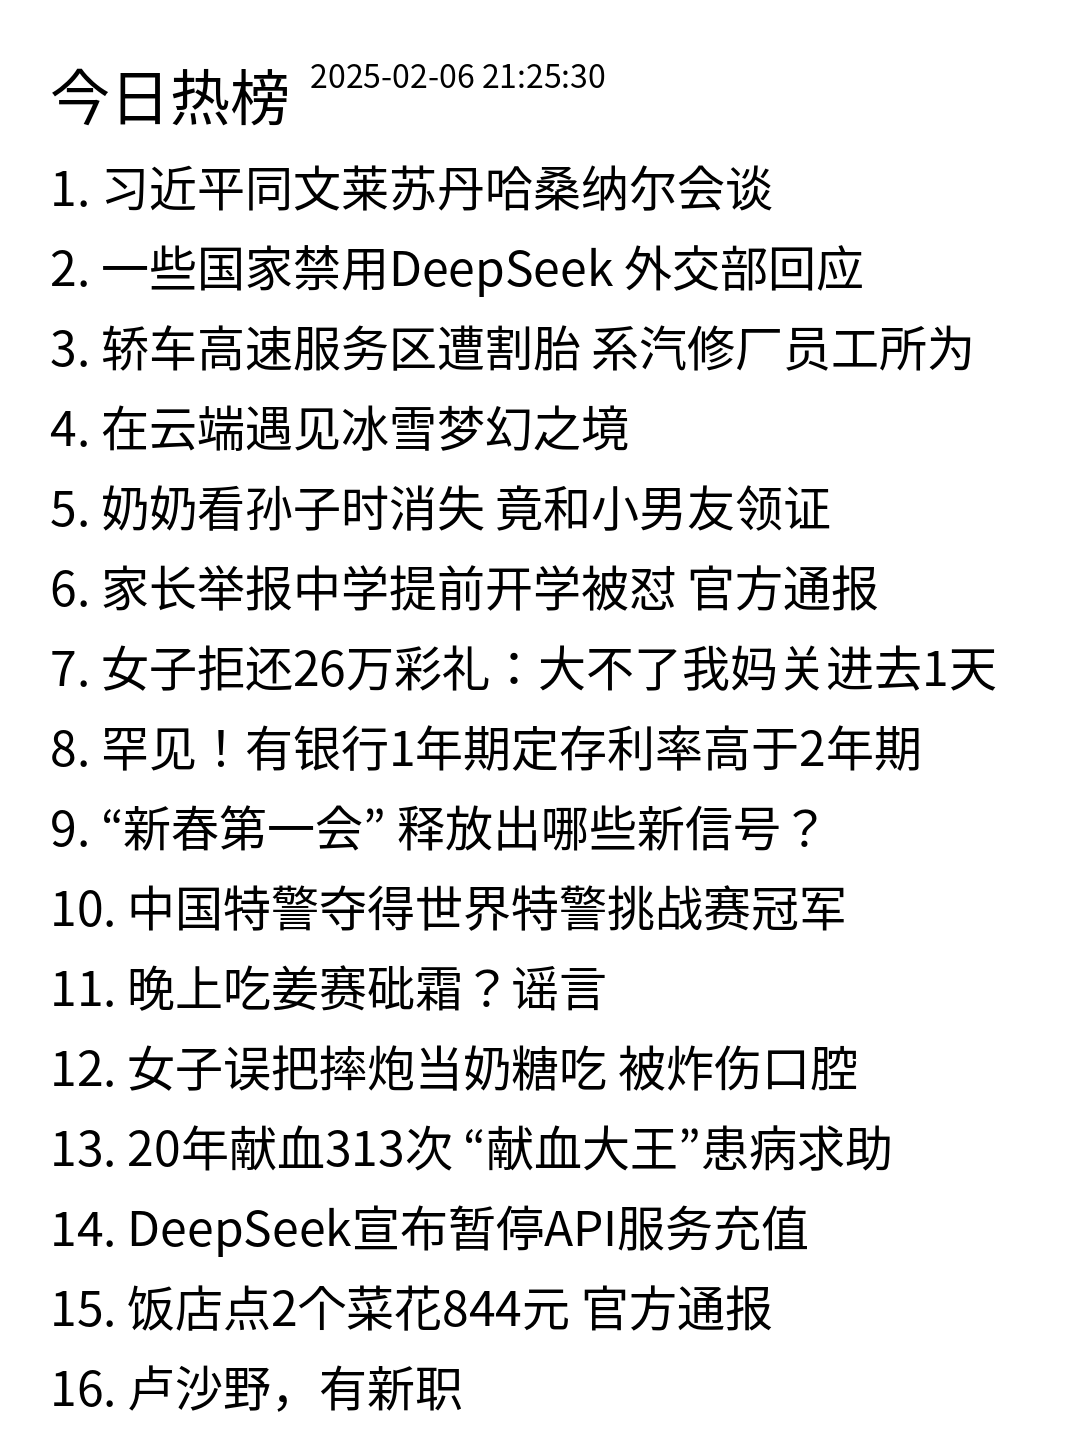 今日热榜 2025-02-06 21:25:30
1. 习近平同文莱苏丹哈桑纳尔会谈
2. 一些国家禁用DeepSeek 外交部回应
3. 轿车高速服务区遭割胎 系汽修厂员工所为
4. 在云端遇见冰雪梦幻之境
5. 奶奶看孙子时消失 竟和小男友领证
6. 家长举报中学提前开学被怼 官方通报
7. 女子拒还26万彩礼：大不了我妈关进去1天
8. 罕见！有银行1年期定存利率高于2年期
9. “新春第一会” 释放出哪些新信号？
10. 中国特警夺得世界特警挑战赛冠军
11. 晚上吃姜赛砒霜？谣言
12. 女子误把摔炮当奶糖吃 被炸伤口腔
13. 20年献血313次 “献血大王”患病求助
14. DeepSeek宣布暂停API服务充值
15. 饭店点2个菜花844元 官方通报
16. 卢沙野，有新职